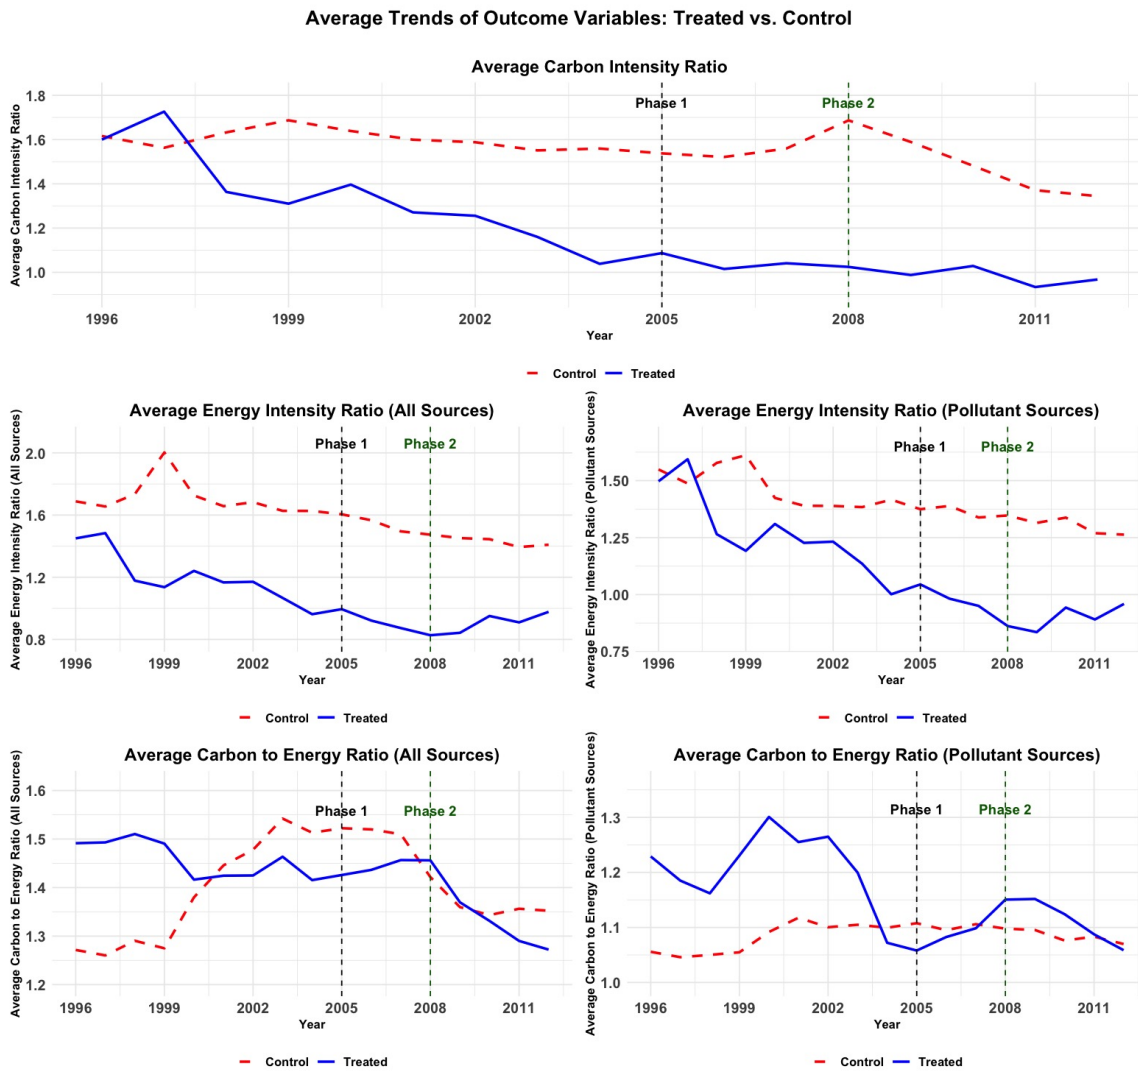 Average Trends of Outcome Variables: Treated vs. Control
Average Carbon Intensity Ratio
Average Carbon Intensity Ratio
1.8
1.6
1.4
1.2
1.0
Phase 1
Phase 2
1996
1999
2002
2005
2008
2011
Year
Control
Treated
Average Energy Intensity Ratio (All Sources)
Average Energy Intensity Ratio (All Sources)
2.0
1.6
1.2
0.8
Phase 1
Phase 2
1996
1999
2002
2005
2008
2011
Year
Control
Treated
Average Energy Intensity Ratio (Pollutant Sources)
Average Energy Intensity Ratio (Pollutant Sources)
1.50
1.25
1.00
0.75
Phase 1
Phase 2
1996
1999
2002
2005
2008
2011
Year
Control
Treated
Average Carbon to Energy Ratio (All Sources)
Average Carbon to Energy Ratio (All Sources)
1.6
1.5
1.4
1.3
1.2
Phase 1
Phase 2
1996
1999
2002
2005
2008
2011
Year
Control
Treated
Average Carbon to Energy Ratio (Pollutant Sources)
Average Carbon to Energy Ratio (Pollutant Sources)
1.3
1.2
1.1
1.0
Phase 1
Phase 2
1996
1999
2002
2005
2008
2011
Year
Control
Treated